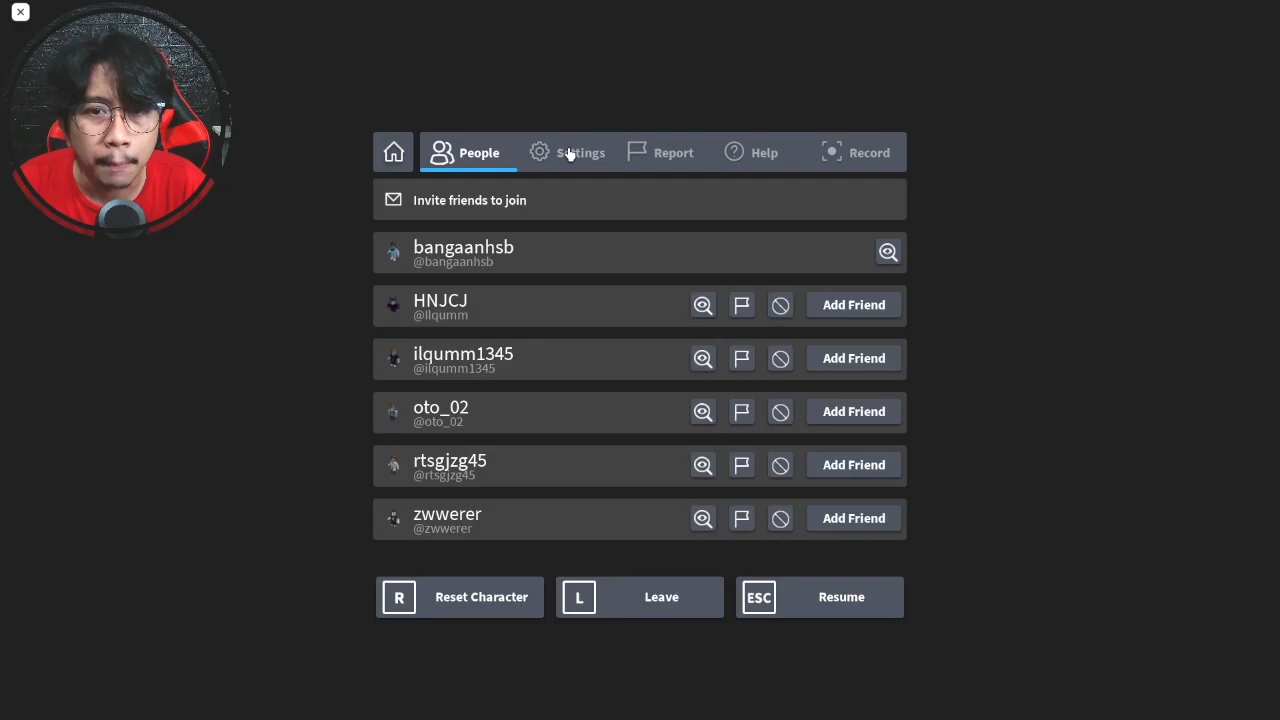 People Settings Report Help Record
Invite friends to join
bangaanhsb
@bangaanhsb
HNJCJ
@Ilqumm
Add Friend
ilqumm1345
@ilqumm1345
Add Friend
oto_02
@oto_02
Add Friend
rtsgjzg45
@rtsgjzg45
Add Friend
zwwerer
@zwwerer
Add Friend
R Reset Character L Leave ESC Resume